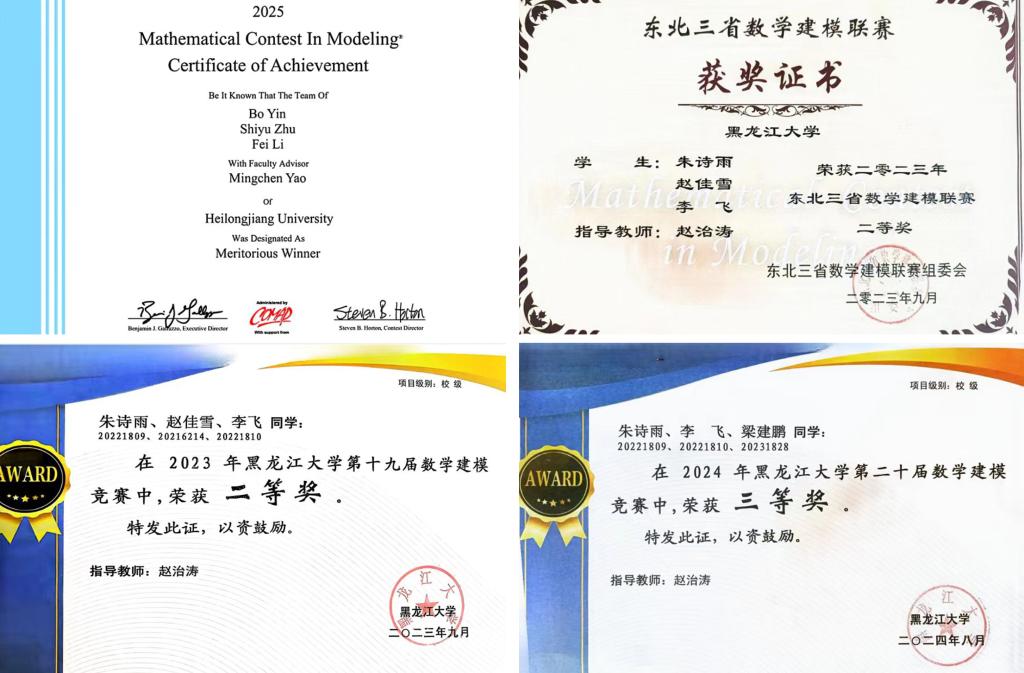 2025
Mathematical Contest In Modeling®
Certificate of Achievement
Be It Known That The Team Of
Bo Yin
Shiyu Zhu
Fei Li
With Faculty Advisor
Mingchen Yao
of
Heilongjiang University
Was Designated As
Meritorious Winner
Benjamin J. Galluzzo, Executive Director
Administered by
COMAP
With support from
Steven B. Horton
Steven B. Horton, Contest Director
东北三省数学建模联赛
获奖证书
黑龙江大学
学 生：朱诗雨
赵佳雪
李 飞
指导教师：赵治涛
荣获二零二三年
东北三省数学建模联赛
二等奖
Mathematical Contest
in Modeling
东北三省数学建模联赛组委会
二零二三年九月
项目级别：校 级
AWARD
朱诗雨、赵佳雪、李飞 同学：
20221809、20216214、20221810
在 2023 年黑龙江大学第十九届数学建模
竞赛中，荣获 二等奖 。
特发此证，以资鼓励。
指导教师：赵治涛
黑龙江大学
二〇二三年九月
项目级别：校 级
AWARD
朱诗雨、李 飞、梁建鹏 同学：
20221809、20221810、20231828
在 2024 年黑龙江大学第二十届数学建模
竞赛中，荣获 三等奖 。
特发此证，以资鼓励。
指导教师：赵治涛
黑龙江大学
二〇二四年八月